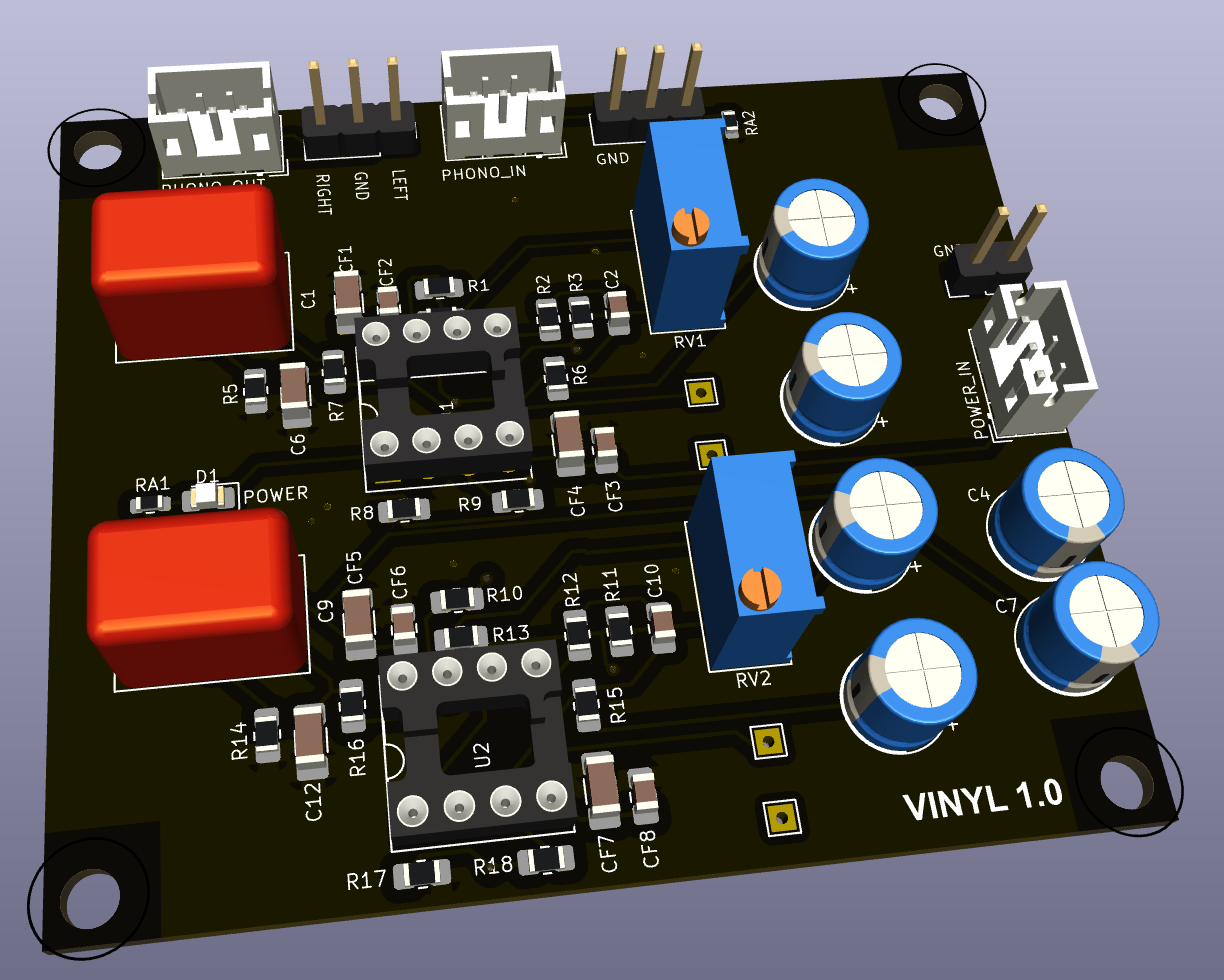 PHONO_OUT
RIGHT
GND
LEFT
PHONO_IN
GND
RA2
C1
CF1
CF2
R1
R2
R3
C2
RV1
R5
C6
R7
R6
1
CF4
CF3
POWER_IN
RA1
D1
POWER
R8
R9
C4
C9
CF5
CF6
R10
R13
R12
R11
C10
RV2
C7
R14
C12
R16
U2
R15
CF7
CF8
R17
R18
VINYL 1.0
+
+
+
+